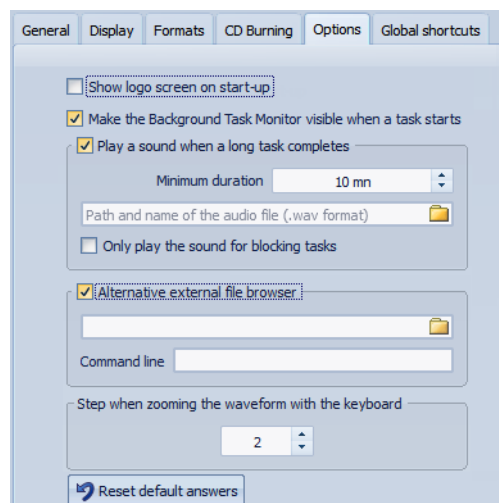 General Display Formats CD Burning Options Global shortcuts
Show logo screen on start-up
Make the Background Task Monitor visible when a task starts
Play a sound when a long task completes
Minimum duration 10 mn
Path and name of the audio file (.wav format)
Only play the sound for blocking tasks
Alternative external file browser
Command line
Step when zooming the waveform with the keyboard
2
Reset default answers